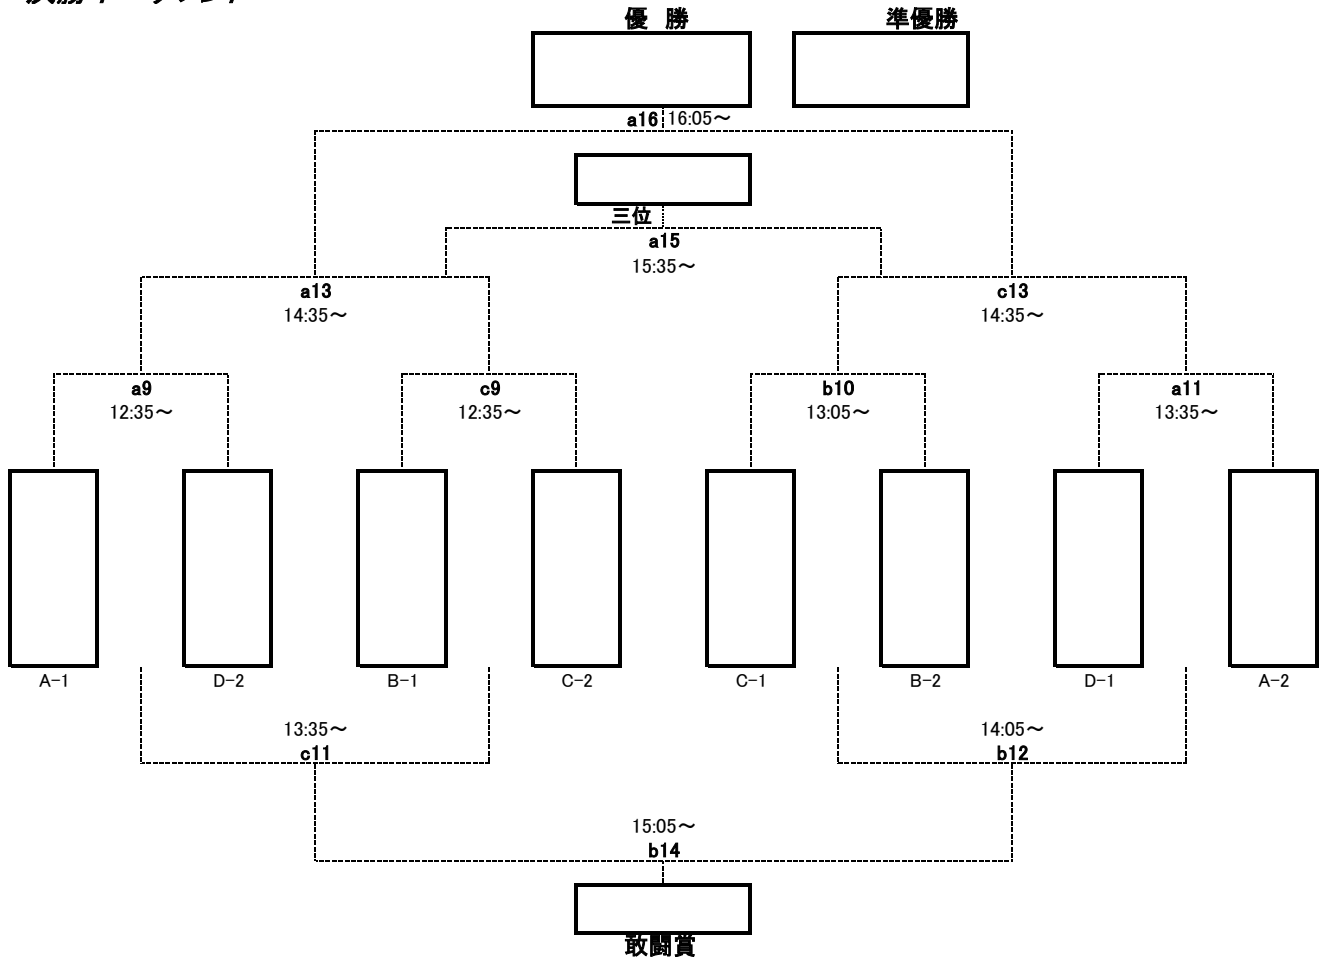 優　勝　準優勝
a16 16:05～
三位
a15
15:35～
a13　c13
14:35～　14:35～
a9　c9　b10　a11
12:35～　12:35～　13:05～　13:35～
A-1　D-2　B-1　C-2　C-1　B-2　D-1　A-2
13:35～　14:05～
c11　b12
15:05～
b14
敢闘賞